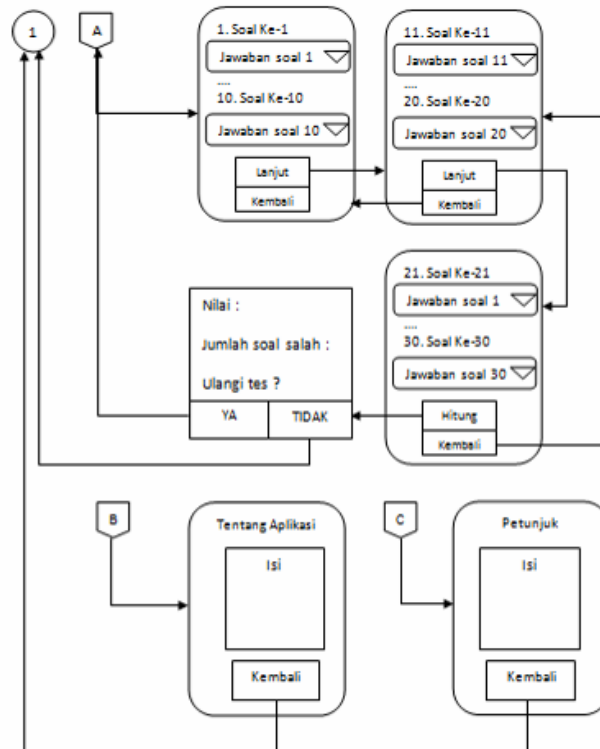 1
A
1. Soal Ke-1
Jawaban soal 1
....
10. Soal Ke-10
Jawaban soal 10
Lanjut
Kembali
11. Soal Ke-11
Jawaban soal 11
....
20. Soal Ke-20
Jawaban soal 20
Lanjut
Kembali
21. Soal Ke-21
Jawaban soal 1
....
30. Soal Ke-30
Jawaban soal 30
Hitung
Kembali
Nilai :
Jumlah soal salah :
Ulangi tes ?
YA
TIDAK
B
Tentang Aplikasi
Isi
Kembali
C
Petunjuk
Isi
Kembali